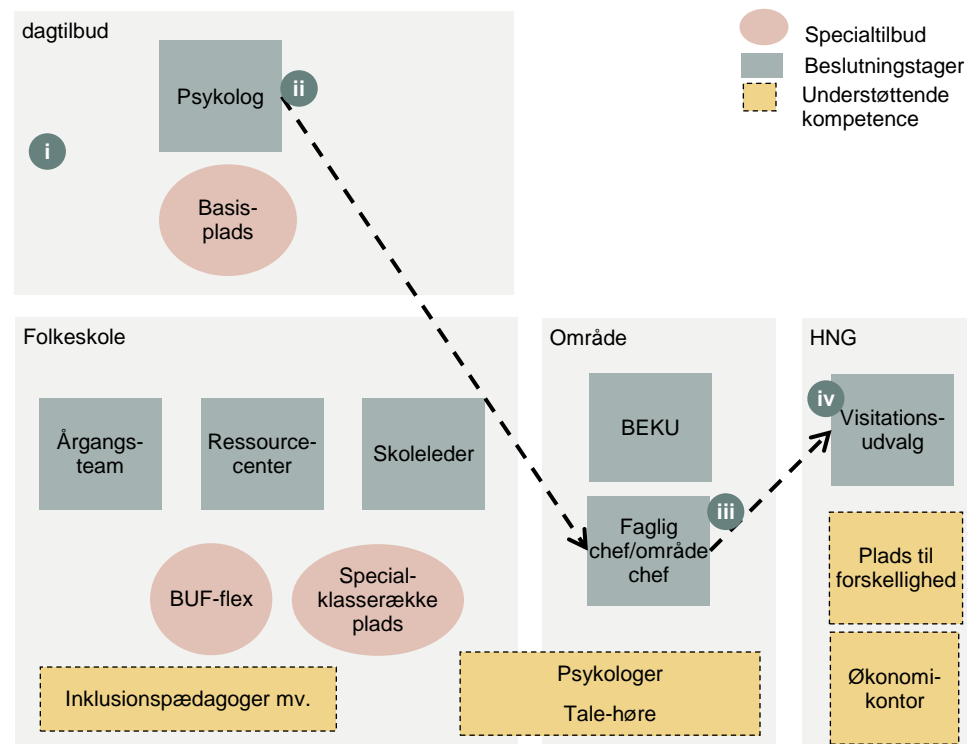 dagtilbud
Psykolog
ii
i
Basis-
plads
Specialtilbud
Beslutningstager
Understøttende
kompetence
Folkeskole
Årgangs-
team
Ressource-
center
Skoleleder
BUF-flex
Special-
klasserække
plads
Inklusionspædagoger mv.
Område
BEKU
iii
Faglig
chef/område
chef
Psykologer
Tale-høre
HNG
iv
Visitations-
udvalg
Plads til
forskellighed
Økonomi-
kontor